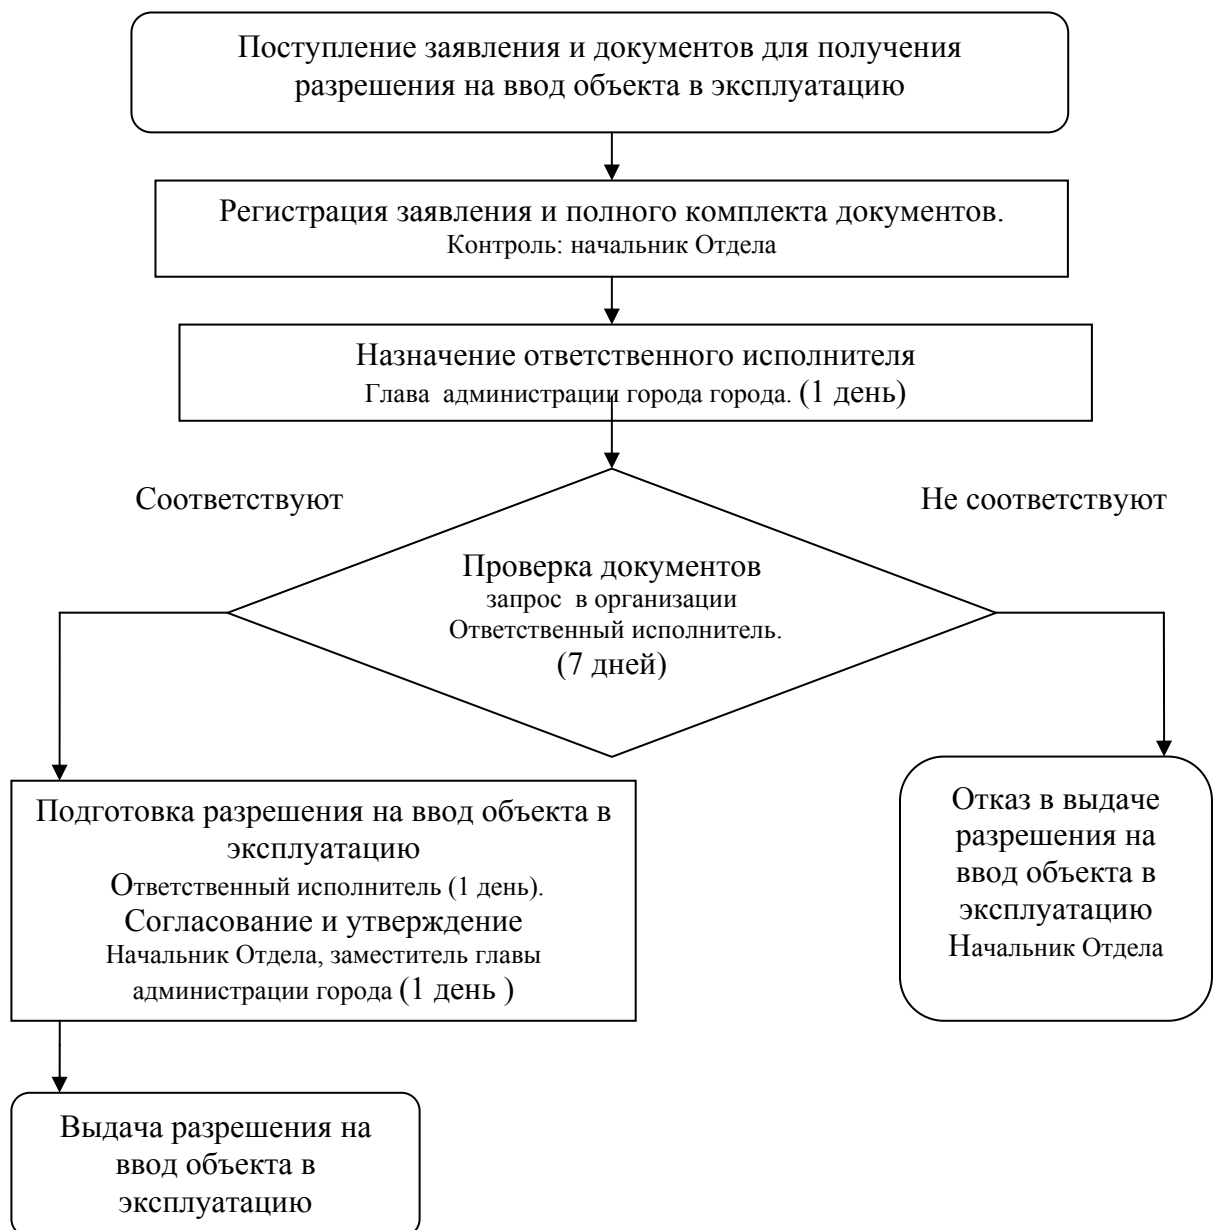 Поступление заявления и документов для получения
разрешения на ввод объекта в эксплуатацию
Регистрация заявления и полного комплекта документов.
Контроль: начальник Отдела
Назначение ответственного исполнителя
Глава администрации города города. (1 день)
Соответствуют
Не соответствуют
Проверка документов
запрос в организации
Ответственный исполнитель.
(7 дней)
Подготовка разрешения на ввод объекта в
эксплуатацию
Ответственный исполнитель (1 день).
Согласование и утверждение
Начальник Отдела, заместитель главы
администрации города (1 день )
Отказ в выдаче
разрешения на
ввод объекта в
эксплуатацию
Начальник Отдела
Выдача разрешения на
ввод объекта в
эксплуатацию